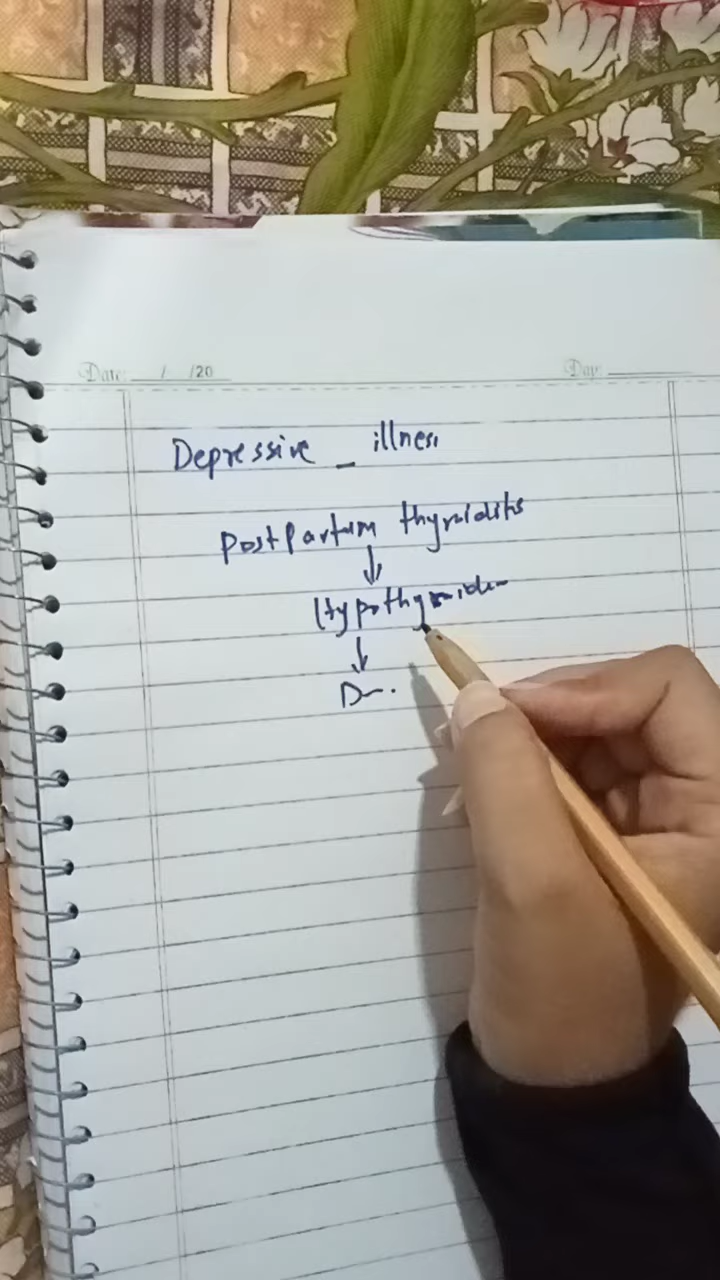 Date: / /20 Day:
Depressive _ illness
Postpartum thyroiditis
↓
Hypothyroidism
↓
D